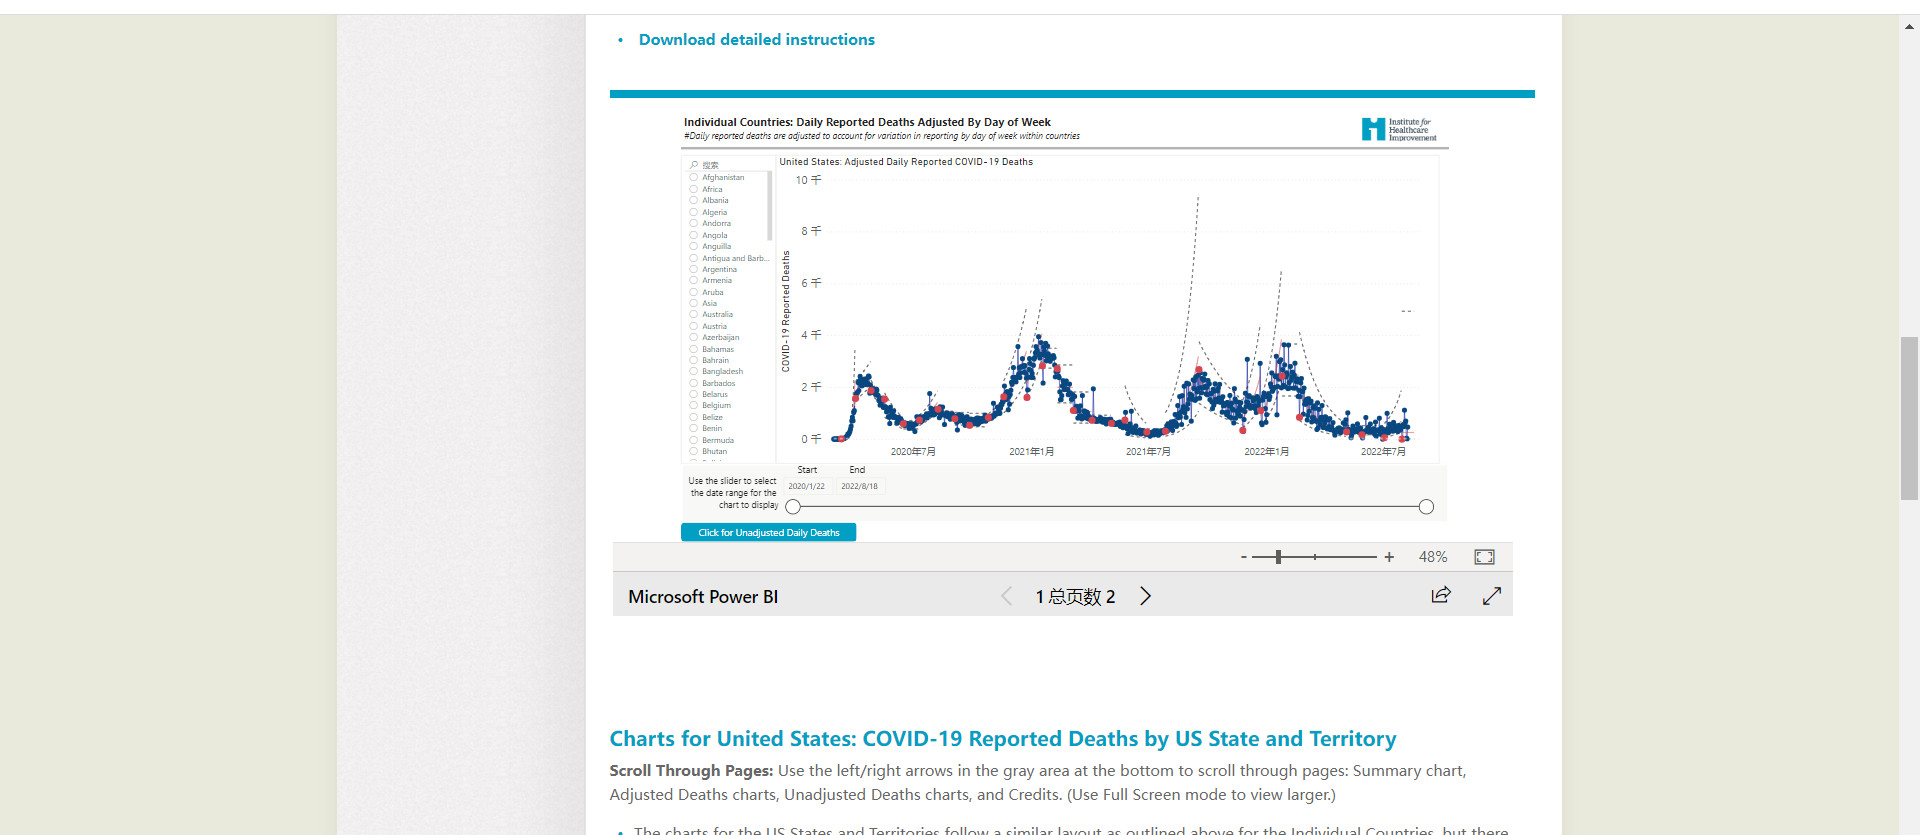 Download detailed instructions
Individual Countries: Daily Reported Deaths Adjusted By Day of Week
#Daily reported deaths are adjusted to account for variation in reporting by day of week within countries
Institute for
Healthcare
Improvement
搜索
Afghanistan
Africa
Albania
Algeria
Andorra
Angola
Anguilla
Antigua and Barb...
Argentina
Armenia
Aruba
Asia
Australia
Austria
Azerbaijan
Bahamas
Bahrain
Bangladesh
Barbados
Belarus
Belgium
Belize
Benin
Bermuda
Bhutan
United States: Adjusted Daily Reported COVID-19 Deaths
COVID-19 Reported Deaths
10 千
8 千
6 千
4 千
2 千
0 千
2020年7月 2021年1月 2021年7月 2022年1月 2022年7月
Use the slider to select
the date range for the
chart to display
Start End
2020/1/22 2022/8/18
Click for Unadjusted Daily Deaths
- + 48%
Microsoft Power BI 1 总页数 2
Charts for United States: COVID-19 Reported Deaths by US State and Territory
Scroll Through Pages: Use the left/right arrows in the gray area at the bottom to scroll through pages: Summary chart,
Adjusted Deaths charts, Unadjusted Deaths charts, and Credits. (Use Full Screen mode to view larger.)
The charts for the US States and Territories follow a similar layout as outlined above for the Individual Countries, but there